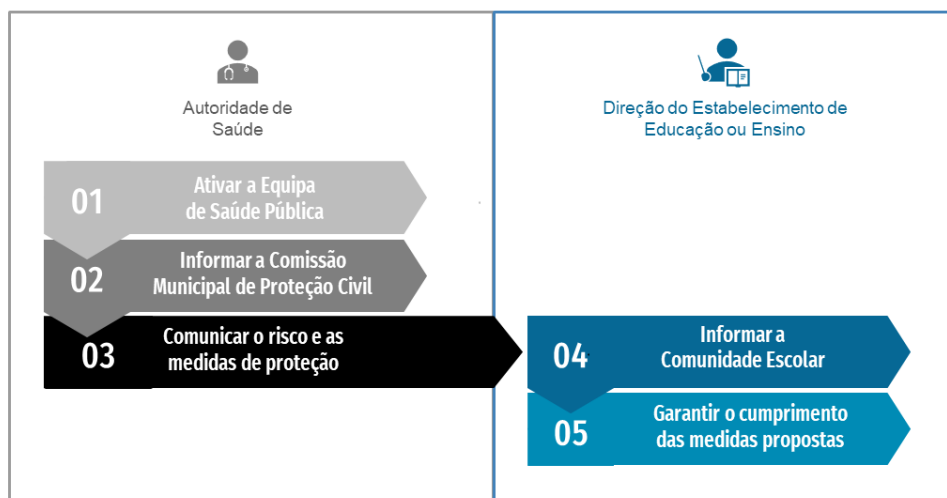 Autoridade de
Saúde
Direção do Estabelecimento de
Educação ou Ensino
01
Ativar a Equipa
de Saúde Pública
02
Informar a Comissão
Municipal de Proteção Civil
03
Comunicar o risco e as
medidas de proteção
04
Informar a
Comunidade Escolar
05
Garantir o cumprimento
das medidas propostas